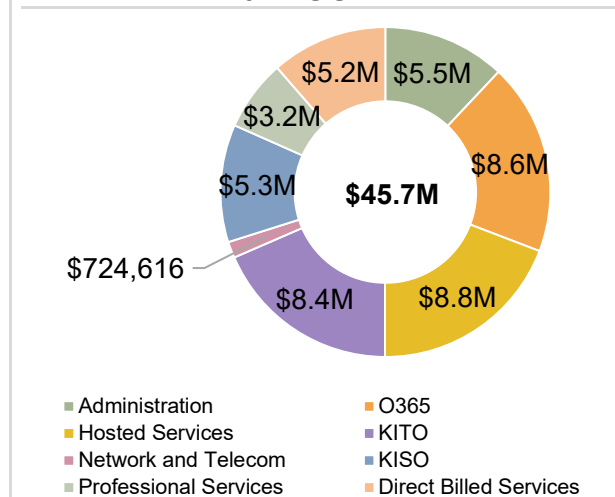 $5.2M $5.5M
$3.2M
$8.6M
$5.3M
$45.7M
$724,616
$8.4M
$8.8M
Administration
O365
Hosted Services
KITO
Network and Telecom
KISO
Professional Services
Direct Billed Services